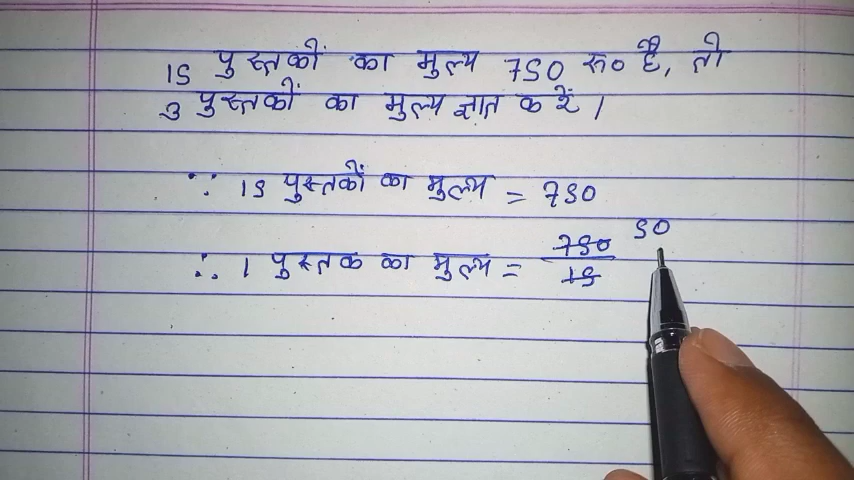 15 पुस्तकों का मुल्य 750 रु० है, तो
3 पुस्तकों का मुल्य ज्ञात करें।
∵ 15 पुस्तकों का मुल्य = 750
∴ 1 पुस्तक का मुल्य = 750/15 50